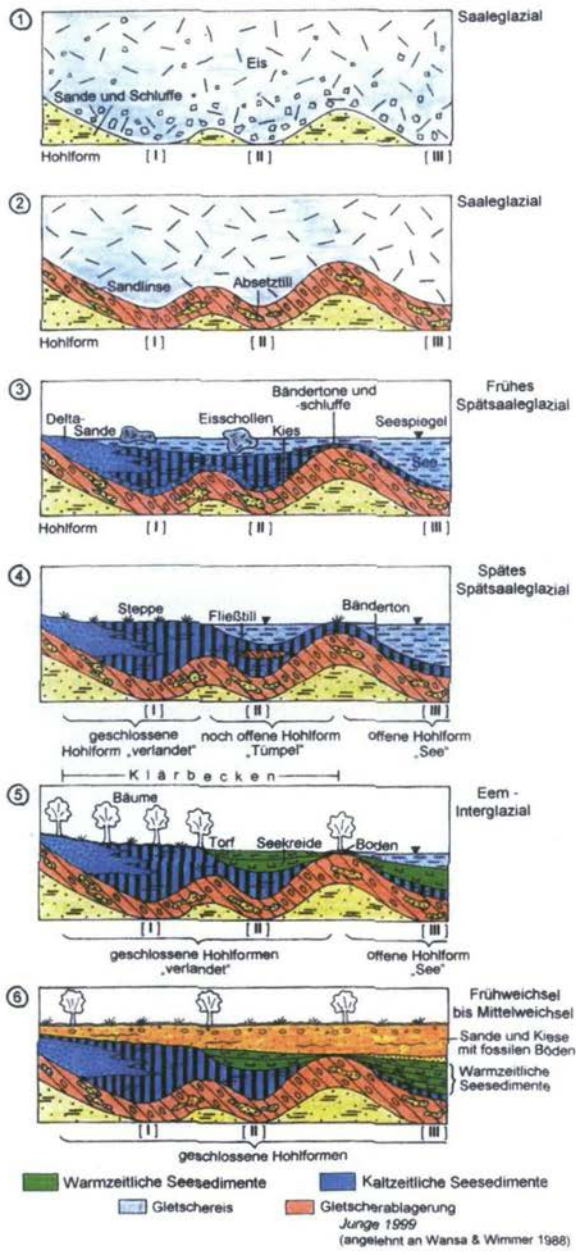 ① Saaleglazial
Eis
Sande und Schluffe
Hohlform [ I ] [ II ] [ III ]
② Saaleglazial
Sandlinse Absetztill
Hohlform [ I ] [ II ] [ III ]
③ Frühes
Spätsaaleglazial
Bändertone und
-schluffe
Delta-
Sande Eisschollen Kies Seespiegel
See
Hohlform [ I ] [ II ] [ III ]
④ Spätes
Spätsaaleglazial
Steppe Fließtill Bänderton
[ I ] [ II ] [ III ]
geschlossene noch offene Hohlform offene Hohlform
Hohlform „verlandet" „Tümpel" „See"
Klärbecken
⑤ Eem -
Interglazial
Bäume
Torf Seekreide Boden
[ I ] [ II ] [ III ]
geschlossene Hohlformen offene Hohlform
„verlandet" „See"
⑥ Frühweichsel
bis Mittelweichsel
Sande und Kiese
mit fossilen Böden
Warmzeitliche
Seesedimente
[ I ] [ II ] [ III ]
geschlossene Hohlformen
Warmzeitliche Seesedimente Kaltzeitliche Seesedimente
Gletschereis Gletscherablagerung
Junge 1999
(angelehnt an Wansa & Wimmer 1988)